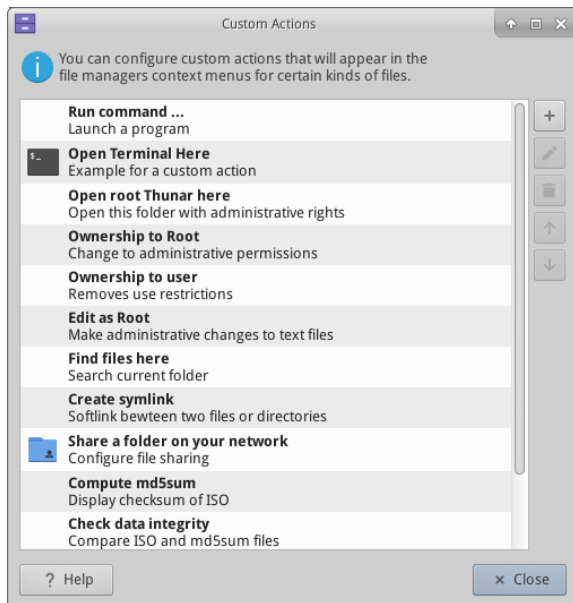 Custom Actions
You can configure custom actions that will appear in the
file managers context menus for certain kinds of files.
Run command ...
Launch a program
$_
Open Terminal Here
Example for a custom action
Open root Thunar here
Open this folder with administrative rights
Ownership to Root
Change to administrative permissions
Ownership to user
Removes use restrictions
Edit as Root
Make administrative changes to text files
Find files here
Search current folder
Create symlink
Softlink bewteen two files or directories
Share a folder on your network
Configure file sharing
Compute md5sum
Display checksum of ISO
Check data integrity
Compare ISO and md5sum files
? Help
× Close